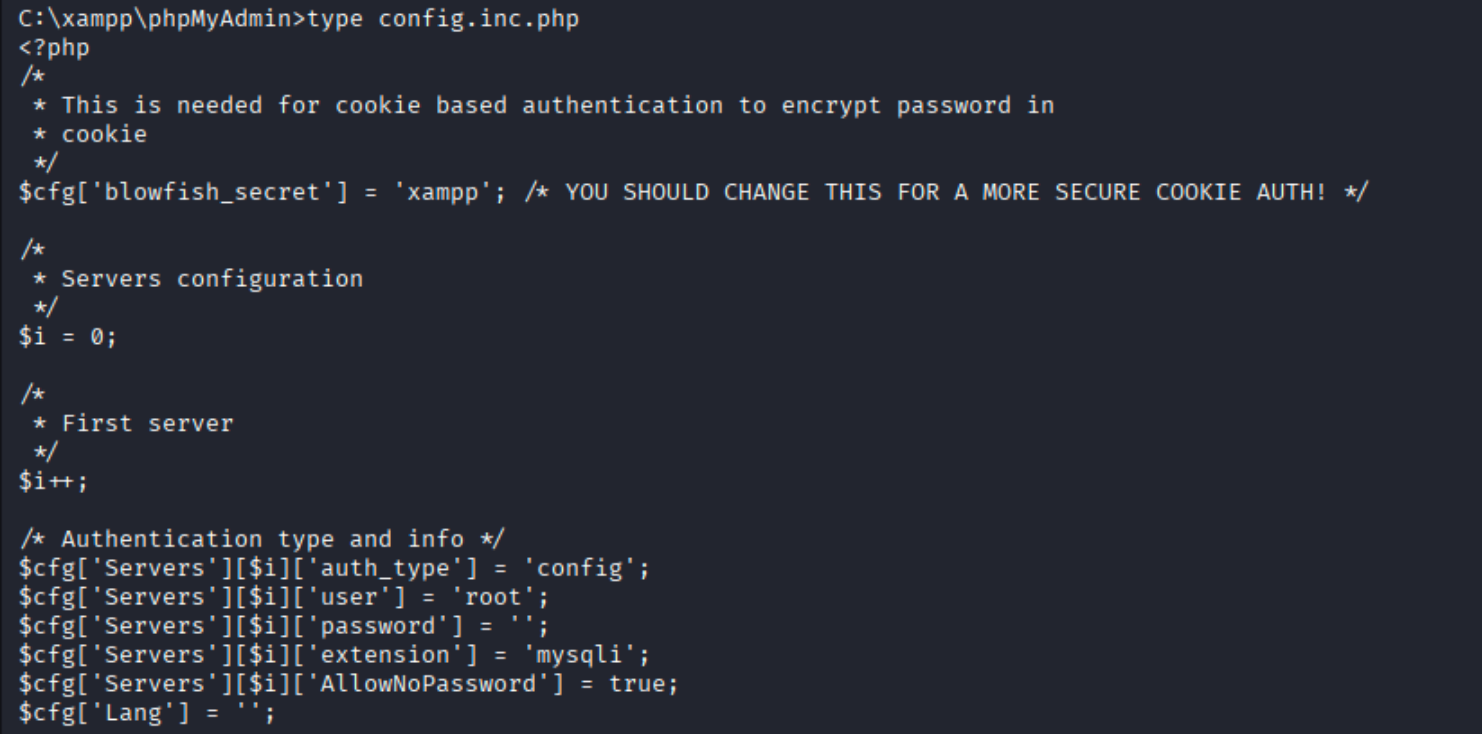 C:\xampp\phpMyAdmin>type config.inc.php
<?php
/*
 * This is needed for cookie based authentication to encrypt password in
 * cookie
 */
$cfg['blowfish_secret'] = 'xampp'; /* YOU SHOULD CHANGE THIS FOR A MORE SECURE COOKIE AUTH! */

/*
 * Servers configuration
 */
$i = 0;

/*
 * First server
 */
$i++;

/* Authentication type and info */
$cfg['Servers'][$i]['auth_type'] = 'config';
$cfg['Servers'][$i]['user'] = 'root';
$cfg['Servers'][$i]['password'] = '';
$cfg['Servers'][$i]['extension'] = 'mysqli';
$cfg['Servers'][$i]['AllowNoPassword'] = true;
$cfg['Lang'] = '';